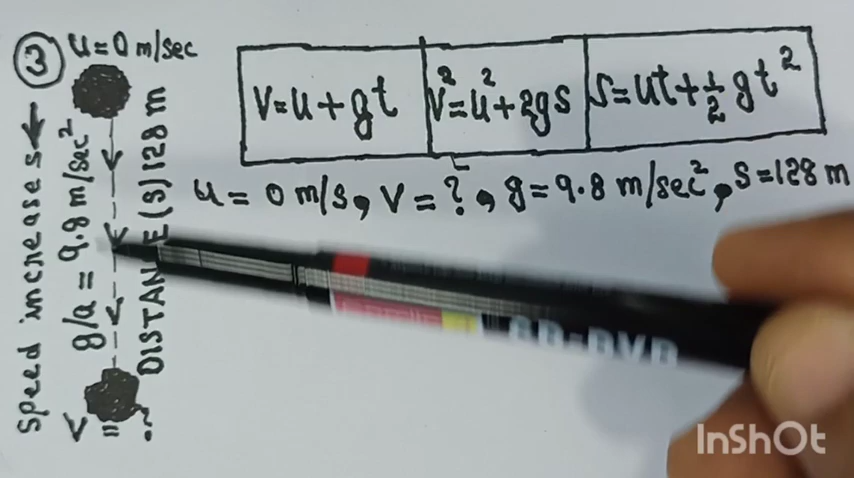 ③ u=0 m/sec
V=u+gt
V²=u²+2gs
S=ut+½gt²
u = 0 m/s, V = ?, g = 9.8 m/sec², S=128 m
speed increases
g/a = 9.8 m/sec²
(S) 128 m
V = ?
InShOt